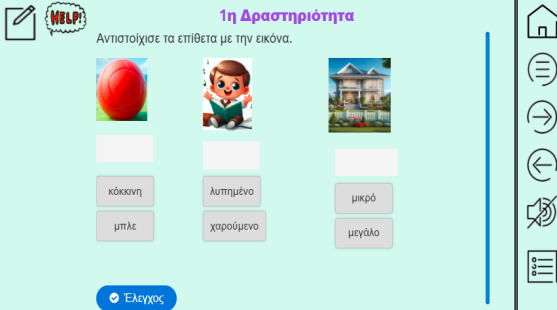 HELP!
1η Δραστηριότητα
Αντιστοίχισε τα επίθετα με την εικόνα.
κόκκινη
μπλε
λυπημένο
χαρούμενο
μικρό
μεγάλο
Έλεγχος